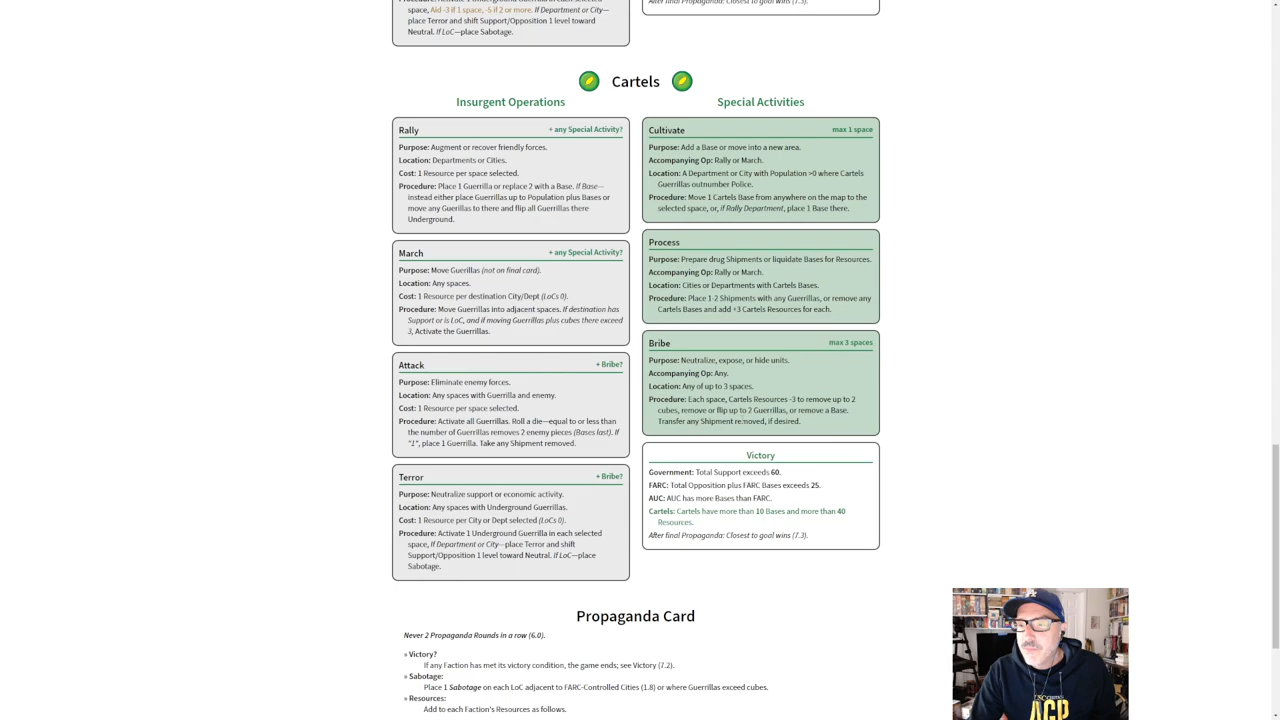 space, Aid -3 if 1 space, -5 if 2 or more. If Department or City—
place Terror and shift Support/Opposition 1 level toward
Neutral. If LoC—place Sabotage.
After final Propaganda: Closest to goal wins (7.3).
Cartels
Insurgent Operations
Rally + any Special Activity?
Purpose: Augment or recover friendly forces.
Location: Departments or Cities.
Cost: 1 Resource per space selected.
Procedure: Place 1 Guerrilla or replace 2 with a Base. If Base—
instead either place Guerrillas up to Population plus Bases or
move any Guerillas to there and flip all Guerrillas there
Underground.
March + any Special Activity?
Purpose: Move Guerillas (not on final card).
Location: Any spaces.
Cost: 1 Resource per destination City/Dept (LoCs 0).
Procedure: Move Guerrillas into adjacent spaces. If destination has
Support or is LoC, and if moving Guerrillas plus cubes there exceed
3, Activate the Guerrillas.
Attack + Bribe?
Purpose: Eliminate enemy forces.
Location: Any spaces with Guerrilla and enemy.
Cost: 1 Resource per space selected.
Procedure: Activate all Guerrillas. Roll a die—equal to or less than
the number of Guerrillas removes 2 enemy pieces (Bases last). If
"1", place 1 Guerrilla. Take any Shipment removed.
Terror + Bribe?
Purpose: Neutralize support or economic activity.
Location: Any spaces with Underground Guerrillas.
Cost: 1 Resource per City or Dept selected (LoCs 0).
Procedure: Activate 1 Underground Guerrilla in each selected
space, If Department or City—place Terror and shift
Support/Opposition 1 level toward Neutral. If LoC—place
Sabotage.
Special Activities
Cultivate max 1 space
Purpose: Add a Base or move into a new area.
Accompanying Op: Rally or March.
Location: A Department or City with Population >0 where Cartels
Guerrillas outnumber Police.
Procedure: Move 1 Cartels Base from anywhere on the map to the
selected space, or, if Rally Department, place 1 Base there.
Process
Purpose: Prepare drug Shipments or liquidate Bases for Resources.
Accompanying Op: Rally or March.
Location: Cities or Departments with Cartels Bases.
Procedure: Place 1-2 Shipments with any Guerrillas, or remove any
Cartels Bases and add +3 Cartels Resources for each.
Bribe max 3 spaces
Purpose: Neutralize, expose, or hide units.
Accompanying Op: Any.
Location: Any of up to 3 spaces.
Procedure: Each space, Cartels Resources -3 to remove up to 2
cubes, remove or flip up to 2 Guerrillas, or remove a Base.
Transfer any Shipment removed, if desired.
Victory
Government: Total Support exceeds 60.
FARC: Total Opposition plus FARC Bases exceeds 25.
AUC: AUC has more Bases than FARC.
Cartels: Cartels have more than 10 Bases and more than 40
Resources.
After final Propaganda: Closest to goal wins (7.3).
Propaganda Card
Never 2 Propaganda Rounds in a row (6.0).
» Victory?
If any Faction has met its victory condition, the game ends; see Victory (7.2).
» Sabotage:
Place 1 Sabotage on each LoC adjacent to FARC-Controlled Cities (1.8) or where Guerrillas exceed cubes.
» Resources:
Add to each Faction's Resources as follows.